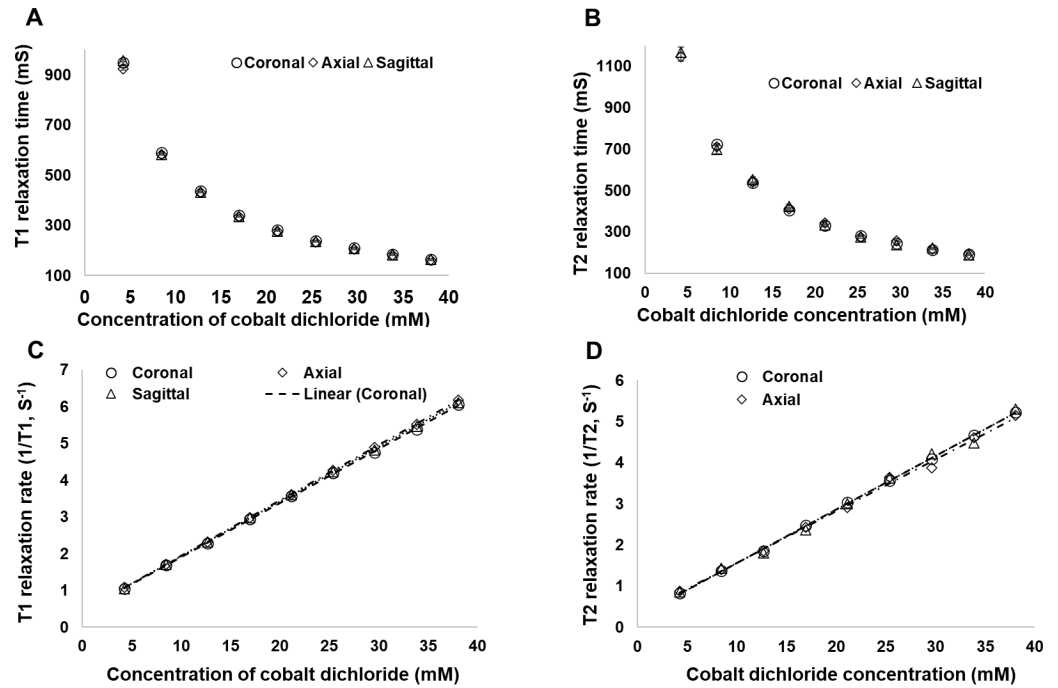 A
T1 relaxation time (mS)
900
700
500
300
100
Coronal Axial Sagittal
0 5 10 15 20 25 30 35 40
Concentration of cobalt dichloride (mM)
B
T2 relaxation time (mS)
1100
900
700
500
300
100
Coronal Axial Sagittal
0 5 10 15 20 25 30 35 40
Cobalt dichloride concentration (mM)
C
T1 relaxation rate (1/T1, S-1)
7
6
5
4
3
2
1
0
Coronal Axial
Sagittal Linear (Coronal)
0 5 10 15 20 25 30 35 40
Concentration of cobalt dichloride (mM)
D
T2 relaxation rate (1/T2, S-1)
6
5
4
3
2
1
0
Coronal
Axial
0 5 10 15 20 25 30 35 40
Cobalt dichloride concentration (mM)